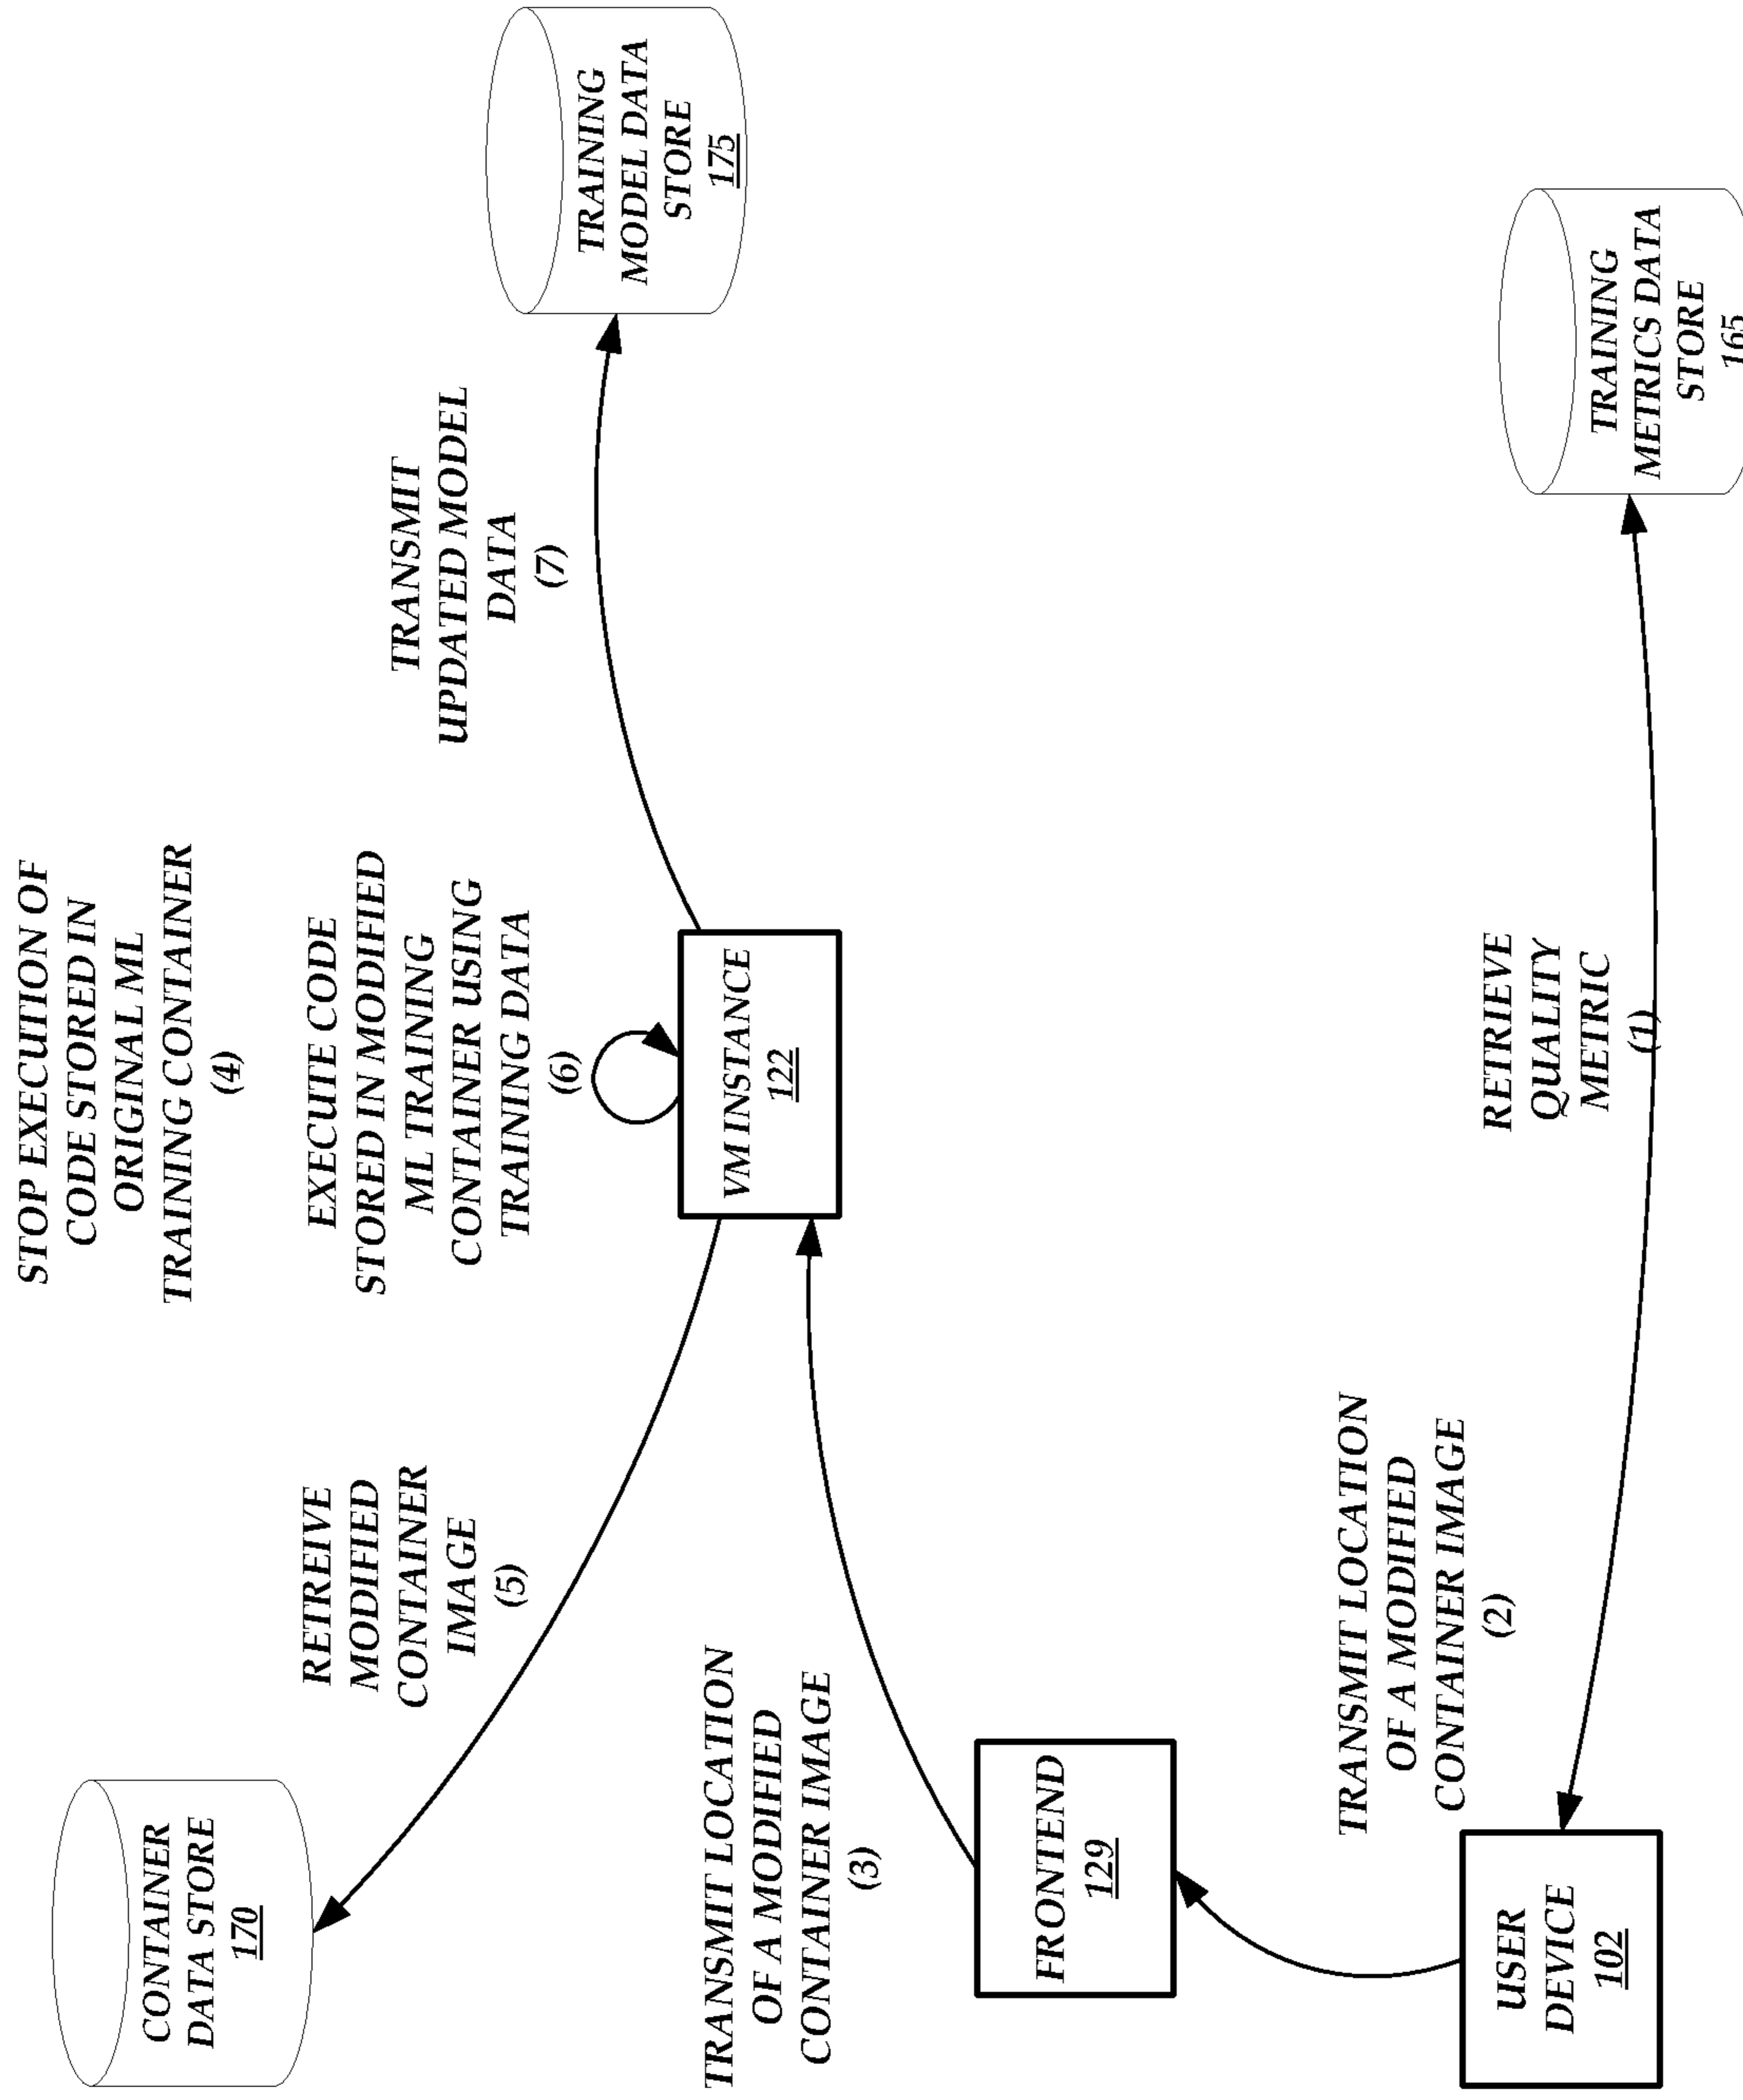 STOP EXECUTION OF
CODE STORED IN
ORIGINAL ML
TRAINING CONTAINER
(4)
EXECUTE CODE
STORED IN MODIFIED
ML TRAINING
CONTAINER USING
TRAINING DATA
(6)
CONTAINER
DATA STORE
170
RETREIVE
MODIFIED
CONTAINER
IMAGE
(5)
TRANSMIT
UPDATED MODEL
DATA
(7)
TRAINING
MODEL DATA
STORE
175
VM INSTANCE
122
TRANSMIT LOCATION
OF A MODIFIED
CONTAINER IMAGE
(3)
FRONTEND
129
TRANSMIT LOCATION
OF A MODIFIED
CONTAINER IMAGE
(2)
RETRIEVE
QUALITY
METRIC
(1)
USER
DEVICE
102
TRAINING
METRICS DATA
STORE
165